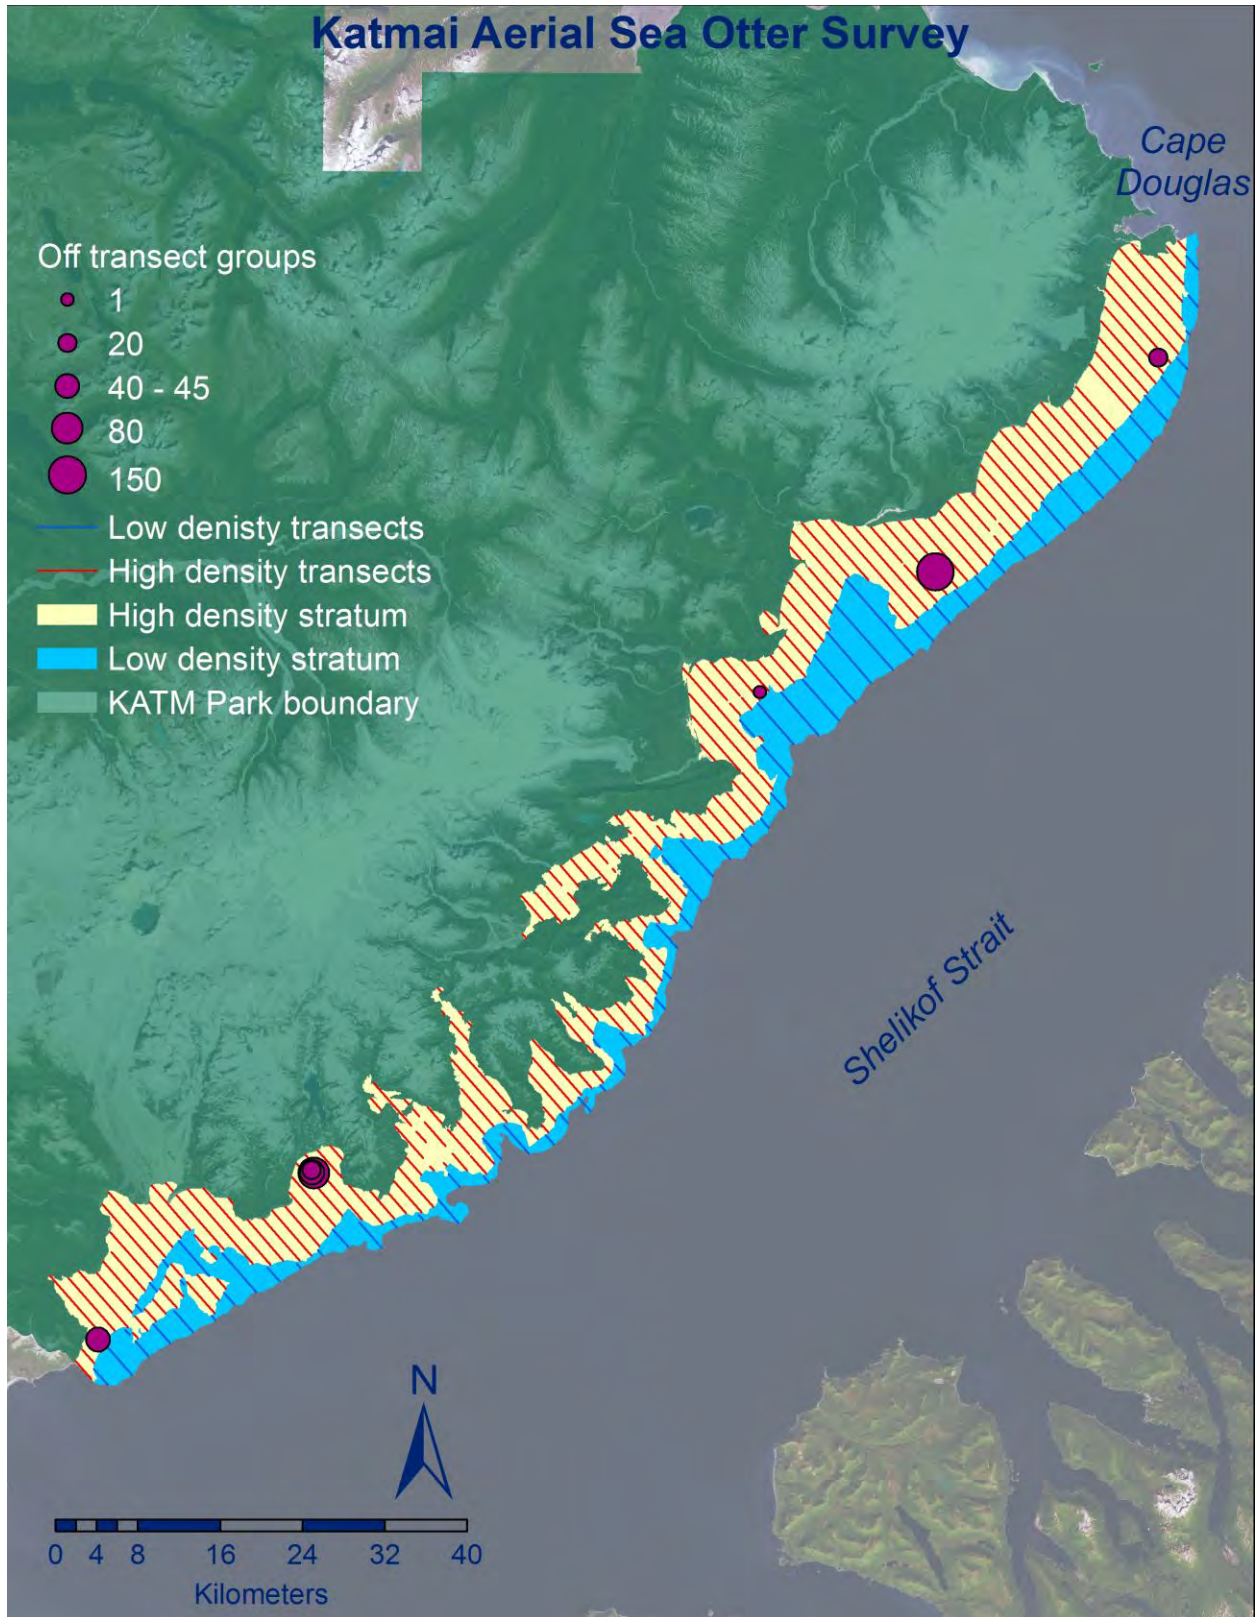 Katmai Aerial Sea Otter Survey
Cape
Douglas
Off transect groups
1
20
40 - 45
80
150
Low denisty transects
High density transects
High density stratum
Low density stratum
KATM Park boundary
Shelikof Strait
N
0 4 8 16 24 32 40
Kilometers